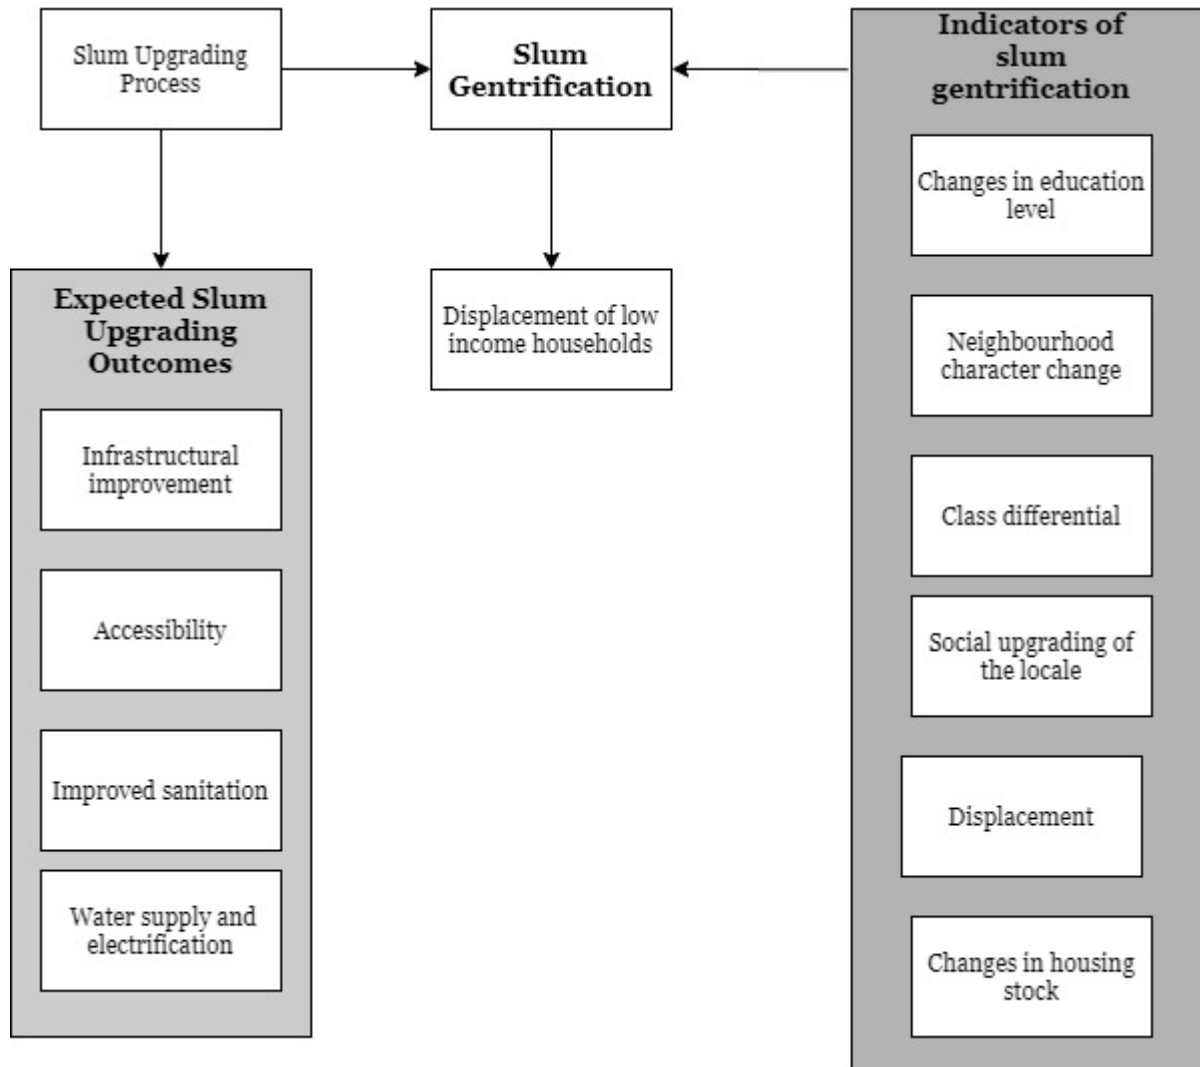 Slum Upgrading
Process
Slum
Gentrification
Indicators of
slum
gentrification
Expected Slum
Upgrading
Outcomes
Infrastructural
improvement
Accessibility
Improved sanitation
Water supply and
electrification
Displacement of low
income households
Changes in education
level
Neighbourhood
character change
Class differential
Social upgrading of
the locale
Displacement
Changes in housing
stock